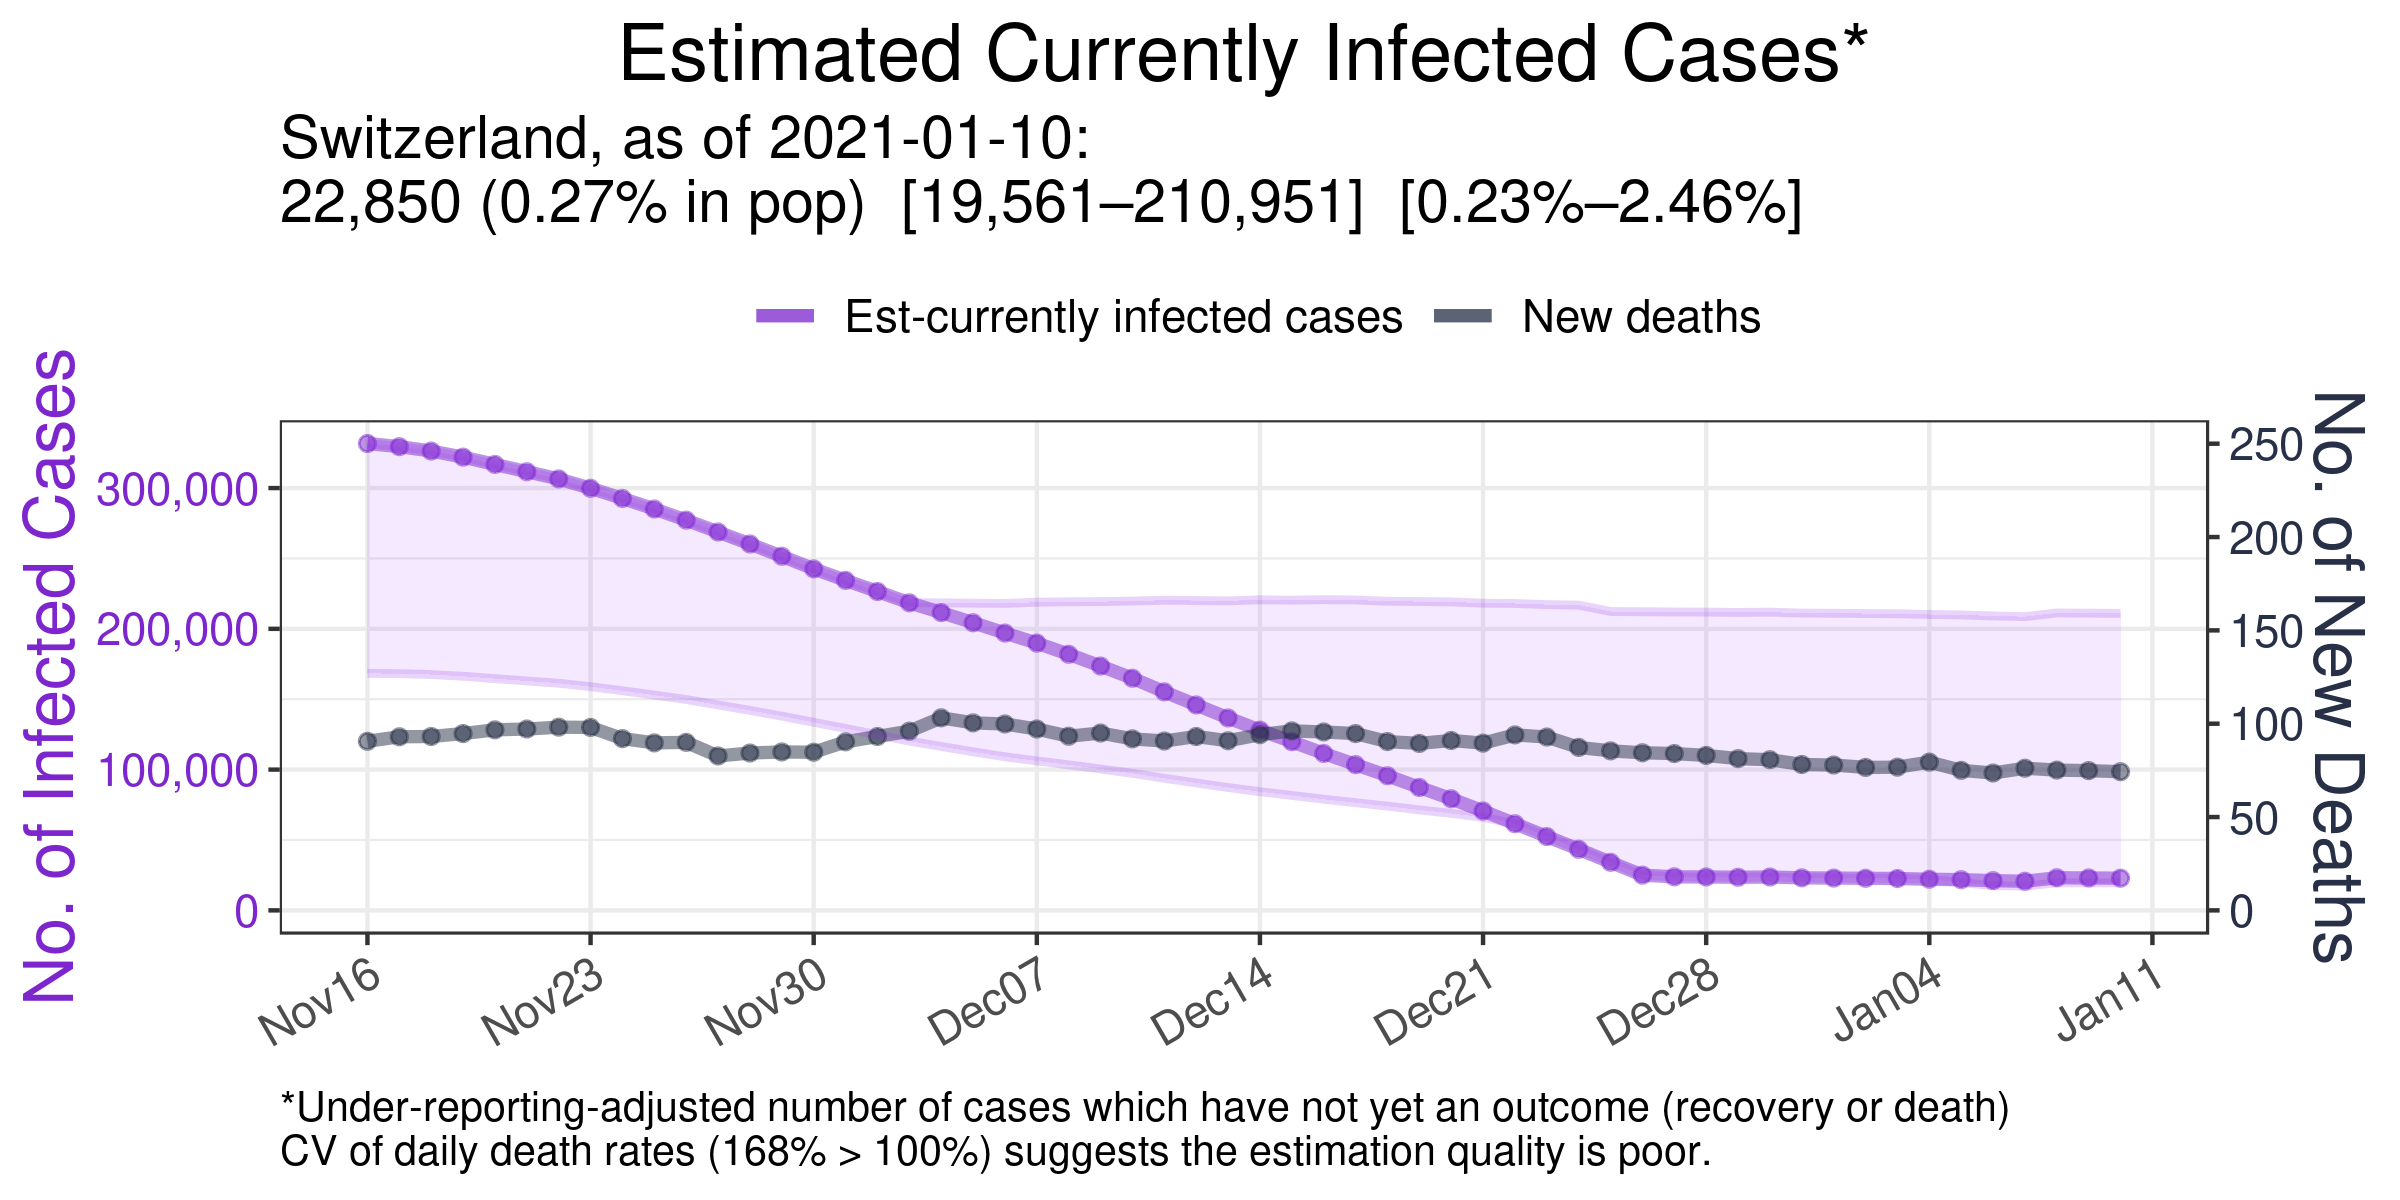 Estimated Currently Infected Cases*
Switzerland, as of 2021-01-10:
22,850 (0.27% in pop)  [19,561–210,951]  [0.23%–2.46%]
Est-currently infected cases
New deaths
No. of Infected Cases
300,000
200,000
100,000
0
250
200
150
100
50
0
No. of New Deaths
Nov16
Nov23
Nov30
Dec07
Dec14
Dec21
Dec28
Jan04
Jan11
*Under-reporting-adjusted number of cases which have not yet an outcome (recovery or death)
CV of daily death rates (168% > 100%) suggests the estimation quality is poor.